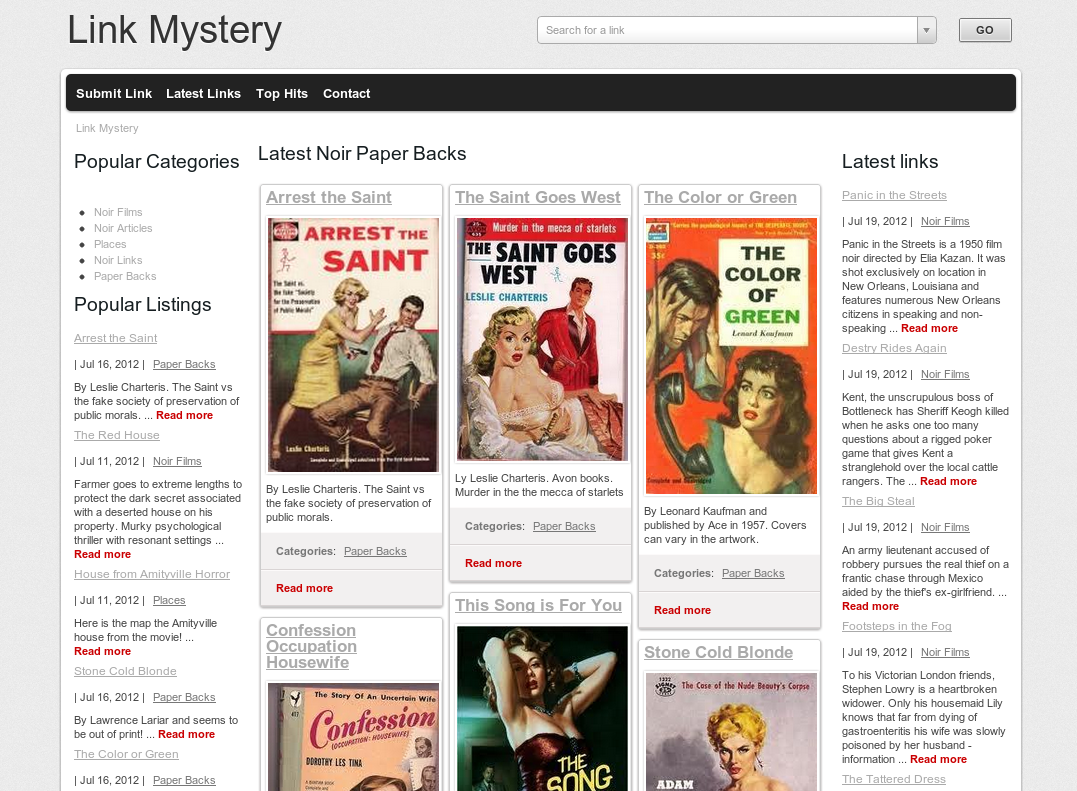 Link Mystery
Search for a link
GO
Submit Link Latest Links Top Hits Contact
Link Mystery
Popular Categories
Noir Films
Noir Articles
Places
Noir Links
Paper Backs
Popular Listings
Arrest the Saint
| Jul 16, 2012 | Paper Backs
By Leslie Charteris. The Saint vs
the fake society of preservation of
public morals. ... Read more
The Red House
| Jul 11, 2012 | Noir Films
Farmer goes to extreme lengths to
protect the dark secret associated
with a deserted house on his
property. Murky psychological
thriller with resonant settings ...
Read more
House from Amityville Horror
| Jul 11, 2012 | Places
Here is the map the Amityville
house from the movie! ...
Read more
Stone Cold Blonde
| Jul 16, 2012 | Paper Backs
By Lawrence Lariar and seems to
be out of print! ... Read more
The Color or Green
| Jul 16, 2012 | Paper Backs
Latest Noir Paper Backs
Arrest the Saint
ARREST THE
SAINT
The Saint vs.
the fake "Society
for the Preservation
of Public Morals"
Leslie Charteris
By Leslie Charteris. The Saint vs
the fake society of preservation of
public morals.
Categories: Paper Backs
Read more
Confession
Occupation
Housewife
The Story Of An Uncertain Wife
Confession
(OCCUPATION: HOUSEWIFE)
DOROTHY LES TINA
The Saint Goes West
AVON
Murder in the mecca of starlets
THE SAINT GOES
WEST
LESLIE CHARTERIS
Ly Leslie Charteris. Avon books.
Murder in the the mecca of starlets
Categories: Paper Backs
Read more
This Song is For You
THE
SONG
The Color or Green
ACE
35c
THE
COLOR
OF
GREEN
Lenard Kaufman
Complete and Unabridged
By Leonard Kaufman and
published by Ace in 1957. Covers
can vary in the artwork.
Categories: Paper Backs
Read more
Stone Cold Blonde
The Case of the Nude Beauty's Corpse
ADAM
Latest links
Panic in the Streets
| Jul 19, 2012 | Noir Films
Panic in the Streets is a 1950 film
noir directed by Elia Kazan. It was
shot exclusively on location in
New Orleans, Louisiana and
features numerous New Orleans
citizens in speaking and non-
speaking ... Read more
Destry Rides Again
| Jul 19, 2012 | Noir Films
Kent, the unscrupulous boss of
Bottleneck has Sheriff Keogh killed
when he asks one too many
questions about a rigged poker
game that gives Kent a
stranglehold over the local cattle
rangers. The ... Read more
The Big Steal
| Jul 19, 2012 | Noir Films
An army lieutenant accused of
robbery pursues the real thief on a
frantic chase through Mexico
aided by the thief's ex-girlfriend. ...
Read more
Footsteps in the Fog
| Jul 19, 2012 | Noir Films
To his Victorian London friends,
Stephen Lowry is a heartbroken
widower. Only his housemaid Lily
knows that far from dying of
gastroenteritis his wife was slowly
poisoned by her husband -
information ... Read more
The Tattered Dress